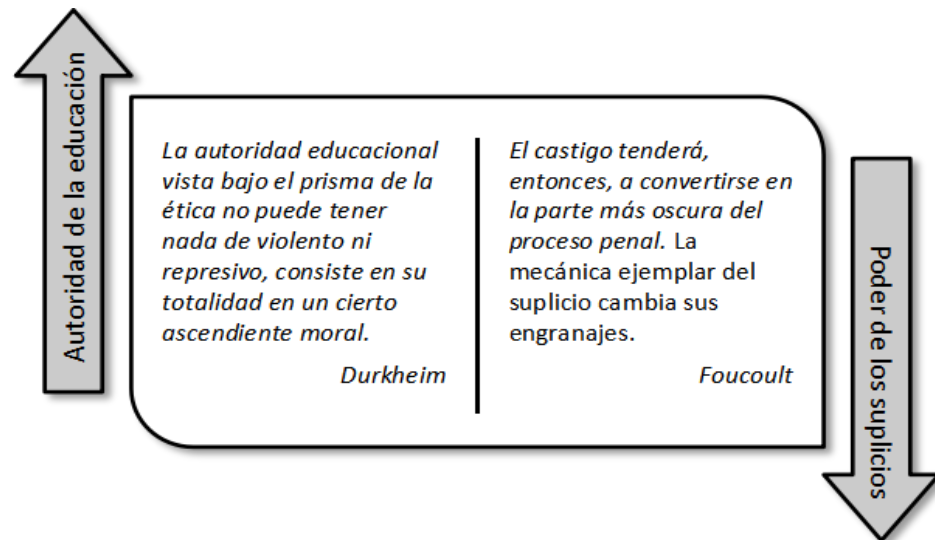 Autoridad de la educación
La autoridad educacional
vista bajo el prisma de la
ética no puede tener
nada de violento ni
represivo, consiste en su
totalidad en un cierto
ascendiente moral.
Durkheim
El castigo tenderá,
entonces, a convertirse en
la parte más oscura del
proceso penal. La
mecánica ejemplar del
suplicio cambia sus
engranajes.
Foucoult
Poder de los suplicios